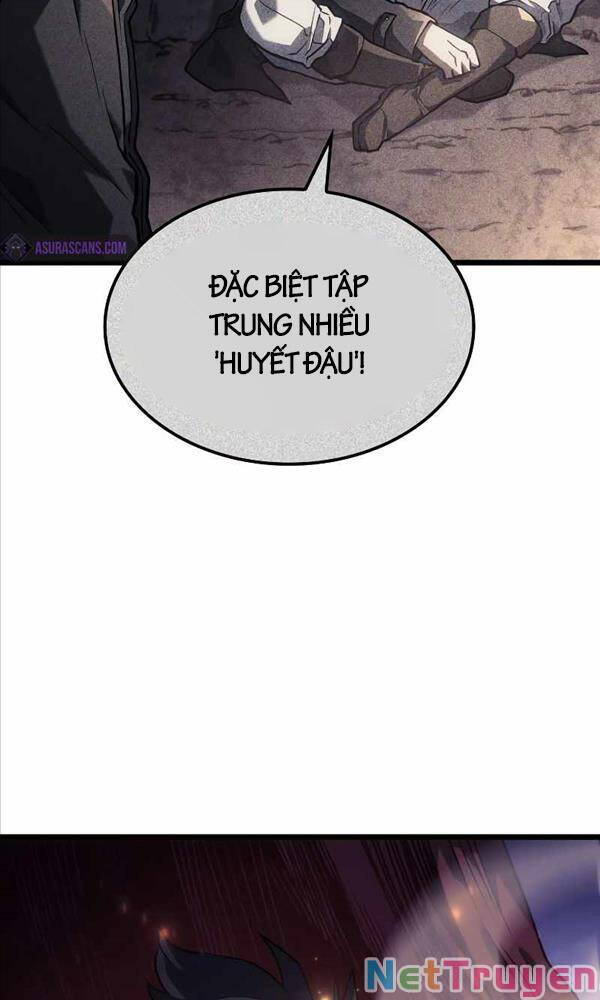 ASURASCANS.COM
ĐẶC BIỆT TẬP
TRUNG NHIỀU
'HUYẾT ĐẬU'!
NetTruyen